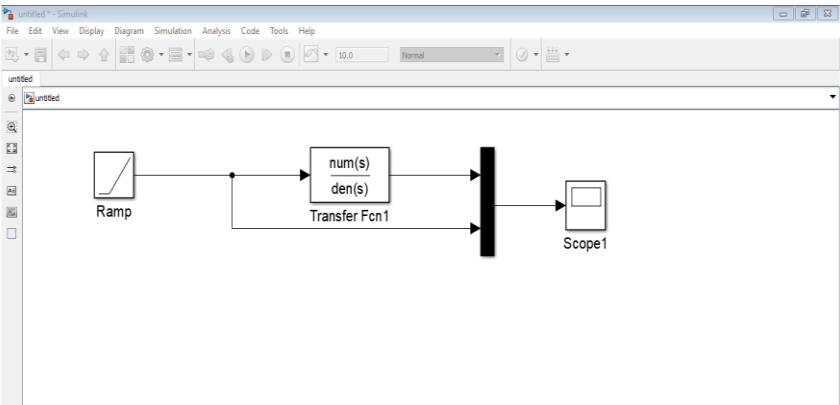 untitled * - Simulink
File Edit View Display Diagram Simulation Analysis Code Tools Help
10.0 Normal
untitled
untitled
num(s)
den(s)
Ramp
Transfer Fcn1
Scope1